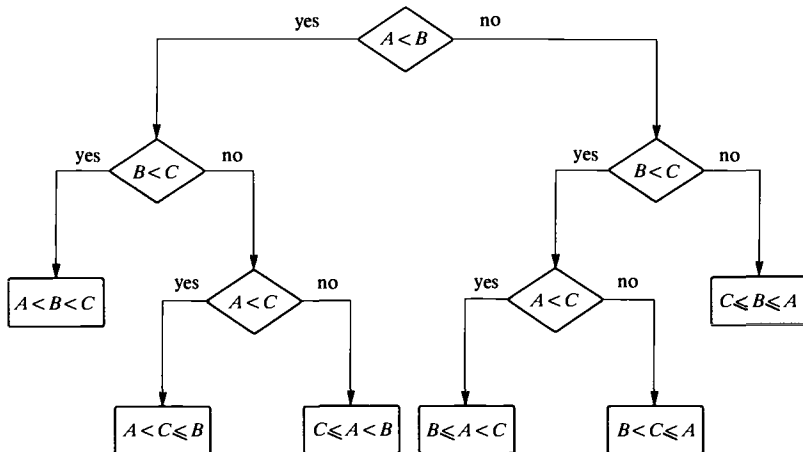 yes A < B no
yes B < C no yes B < C no
A < B < C yes A < C no yes A < C no C ⩽ B ⩽ A
A < C ⩽ B C ⩽ A < B B ⩽ A < C B < C ⩽ A